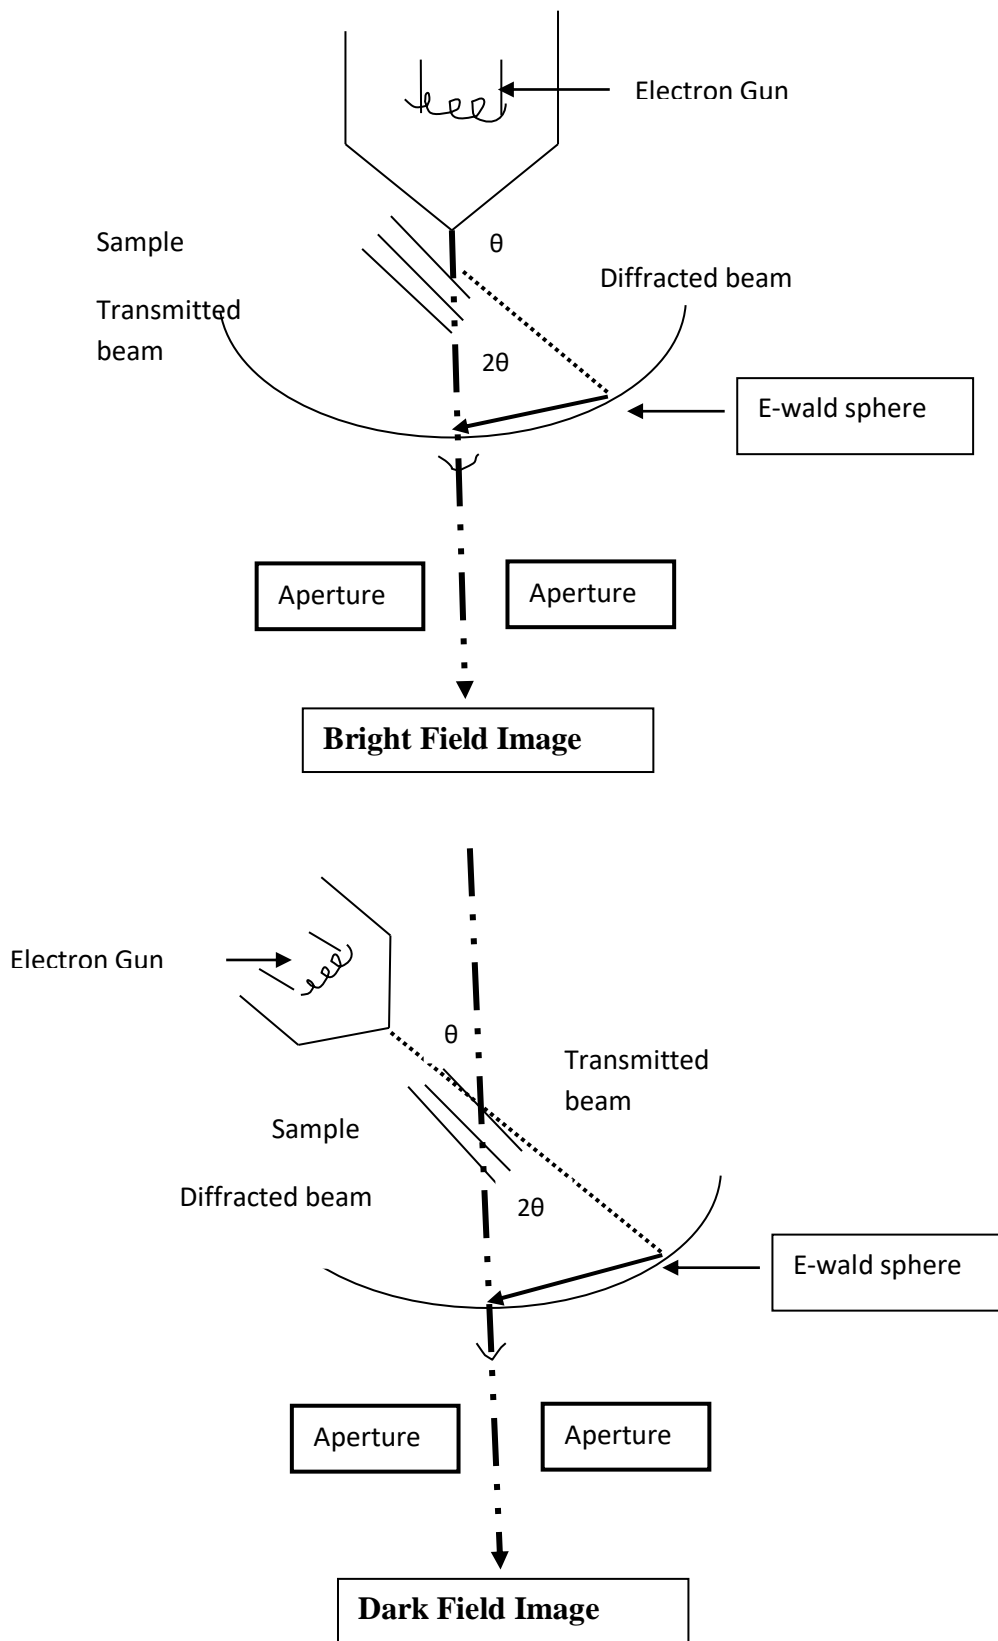 Electron Gun
Sample
θ
Diffracted beam
Transmitted
beam
2θ
E-wald sphere
Aperture
Aperture
Bright Field Image
Electron Gun
θ
Transmitted
beam
Sample
Diffracted beam
2θ
E-wald sphere
Aperture
Aperture
Dark Field Image